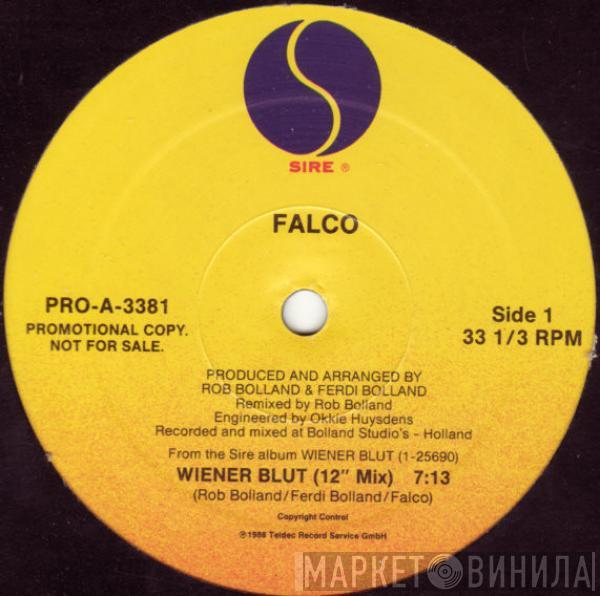 SIRE ®
FALCO
PRO-A-3381
PROMOTIONAL COPY.
NOT FOR SALE.
Side 1
33 1/3 RPM
PRODUCED AND ARRANGED BY
ROB BOLLAND & FERDI BOLLAND
Remixed by Rob Bolland
Engineered by Okkie Huysdens
Recorded and mixed at Bolland Studio's - Holland
From the Sire album WIENER BLUT (1-25690)
WIENER BLUT (12" Mix) 7:13
(Rob Bolland/Ferdi Bolland/Falco)
Copyright Control
℗1988 Teldec Record Service GmbH
МАРКЕТ ВИНИЛА